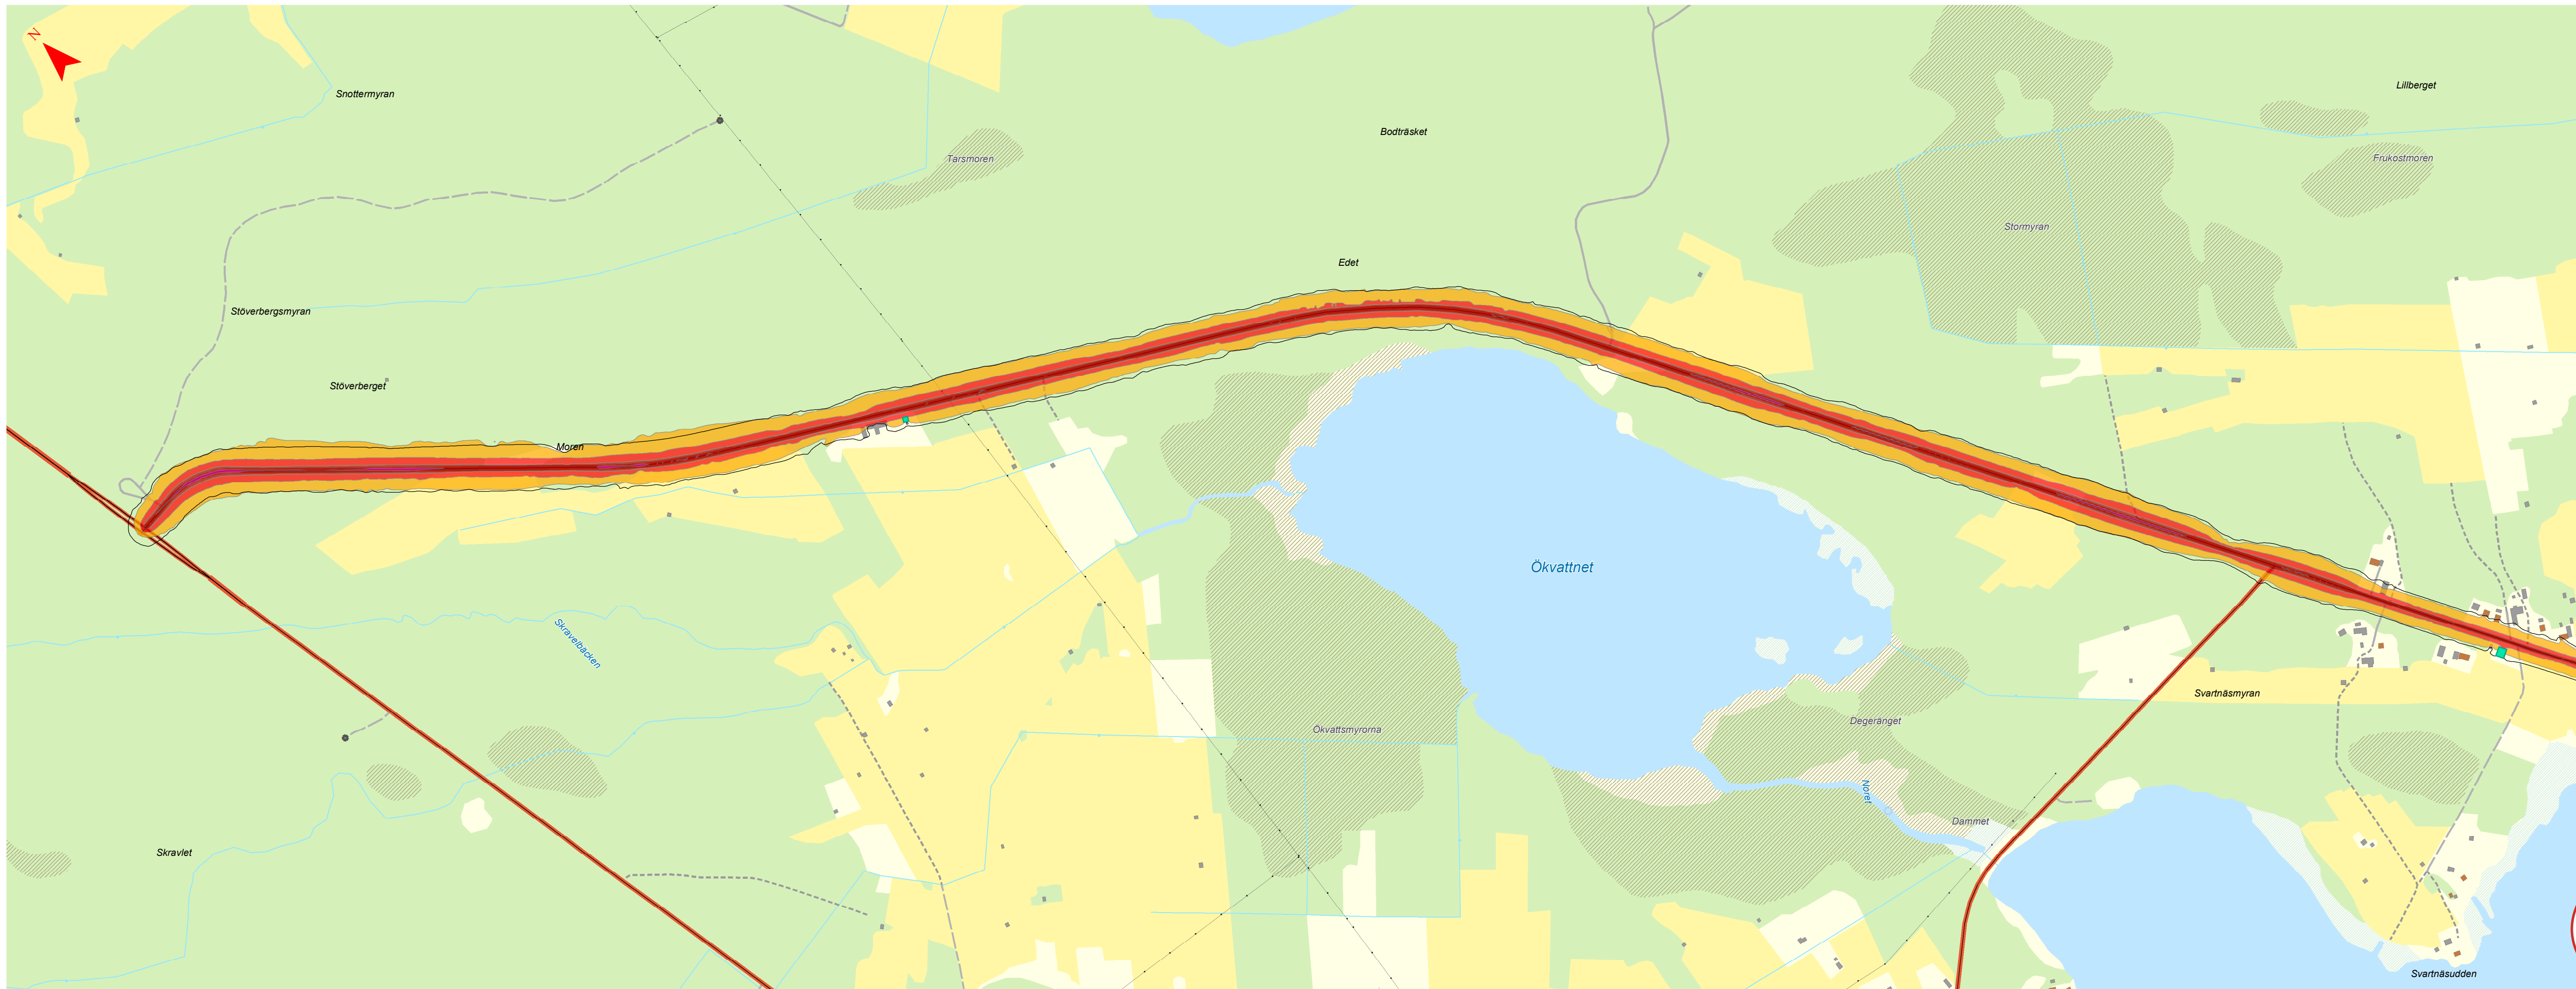 N
Snottermyran
Lillberget
Bodträsket
Tarsmoren
Frukostmoren
Stormyran
Edet
Stöverbergsmyran
Stöverberget
Moren
Ökvattnet
Skravelbäcken
Svartnäsmyran
Degeränget
Ökvattsmyrorna
Noret
Dammet
Skravlet
Svartnäsudden